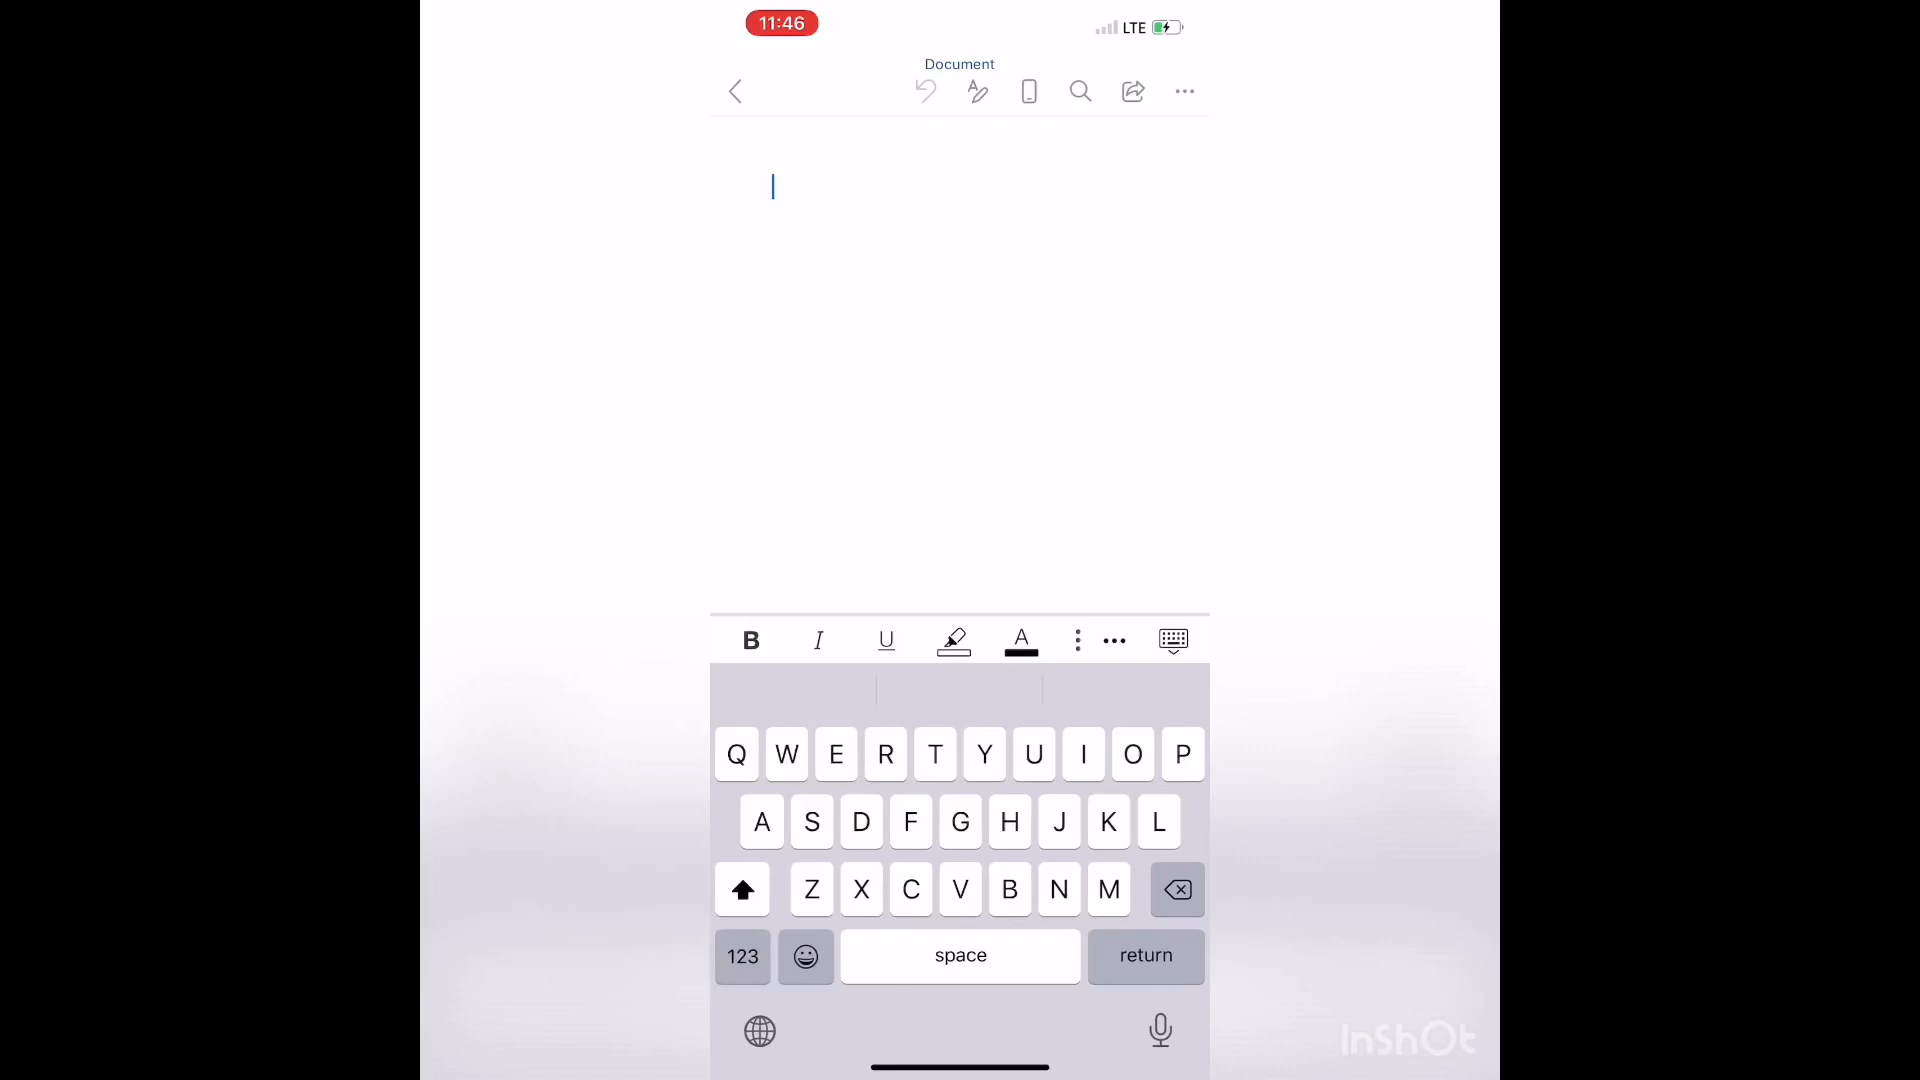 11:46 LTE
Document
B I U A
Q W E R T Y U I O P
A S D F G H J K L
Z X C V B N M
123 space return
InShOt